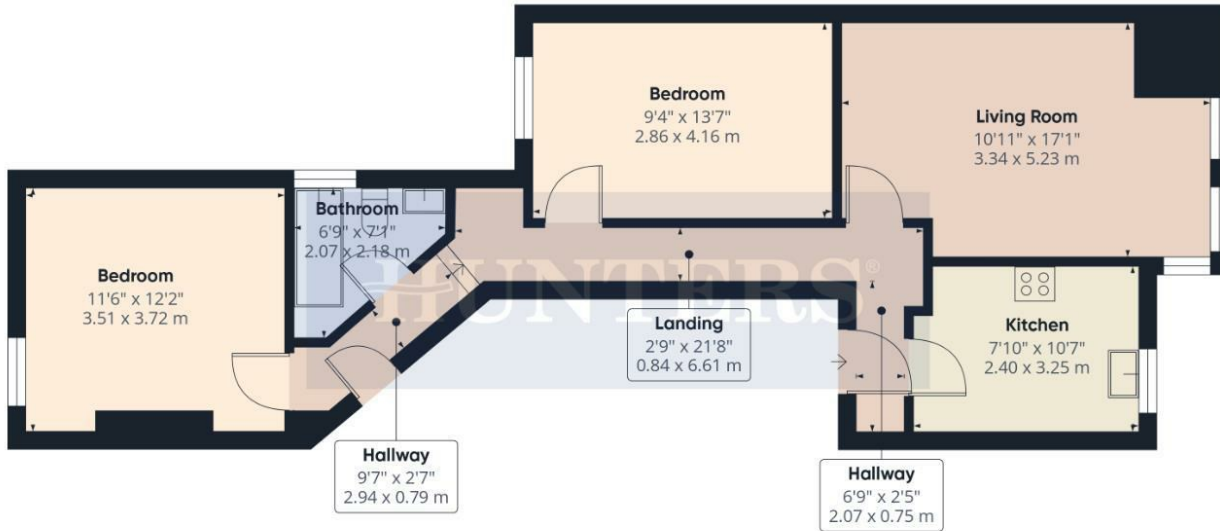 Bedroom
9'4" x 13'7"
2.86 x 4.16 m
Living Room
10'11" x 17'1"
3.34 x 5.23 m
Bathroom
6'9" x 7'1"
2.07 x 2.18 m
Bedroom
11'6" x 12'2"
3.51 x 3.72 m
HUNTERS®
Landing
2'9" x 21'8"
0.84 x 6.61 m
Kitchen
7'10" x 10'7"
2.40 x 3.25 m
Hallway
9'7" x 2'7"
2.94 x 0.79 m
Hallway
6'9" x 2'5"
2.07 x 0.75 m